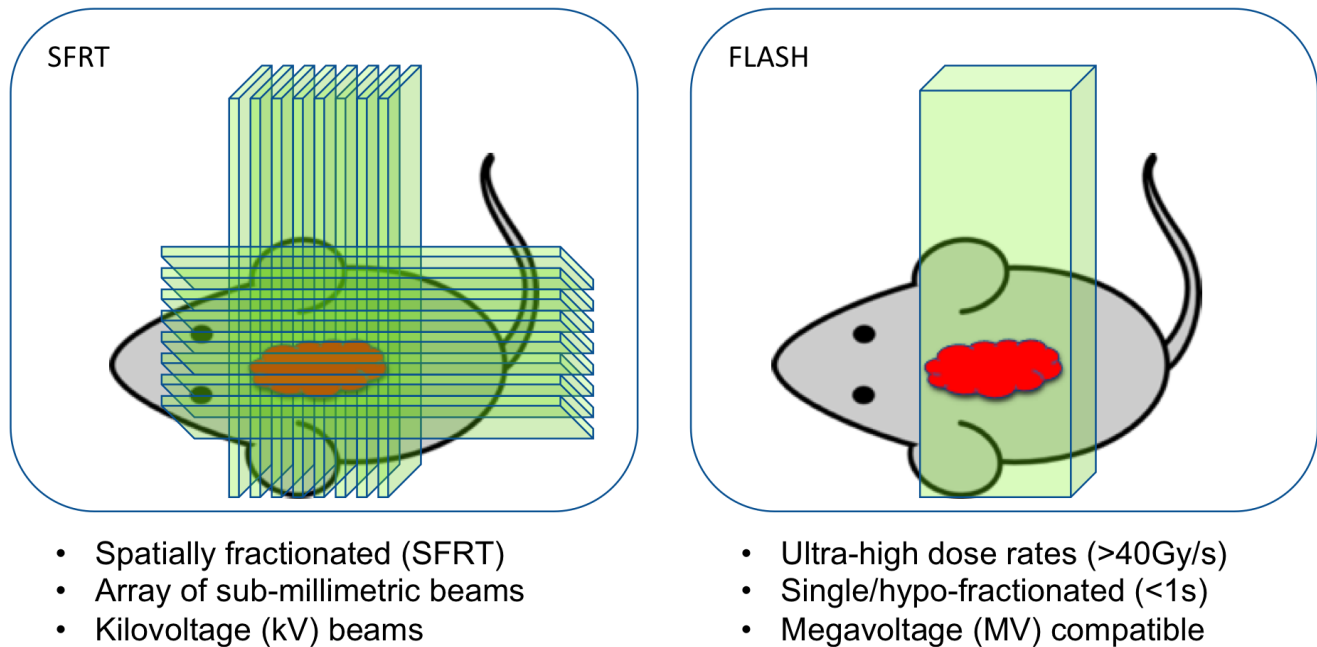 SFRT
• Spatially fractionated (SFRT)
• Array of sub-millimetric beams
• Kilovoltage (kV) beams
FLASH
• Ultra-high dose rates (>40Gy/s)
• Single/hypo-fractionated (<1s)
• Megavoltage (MV) compatible